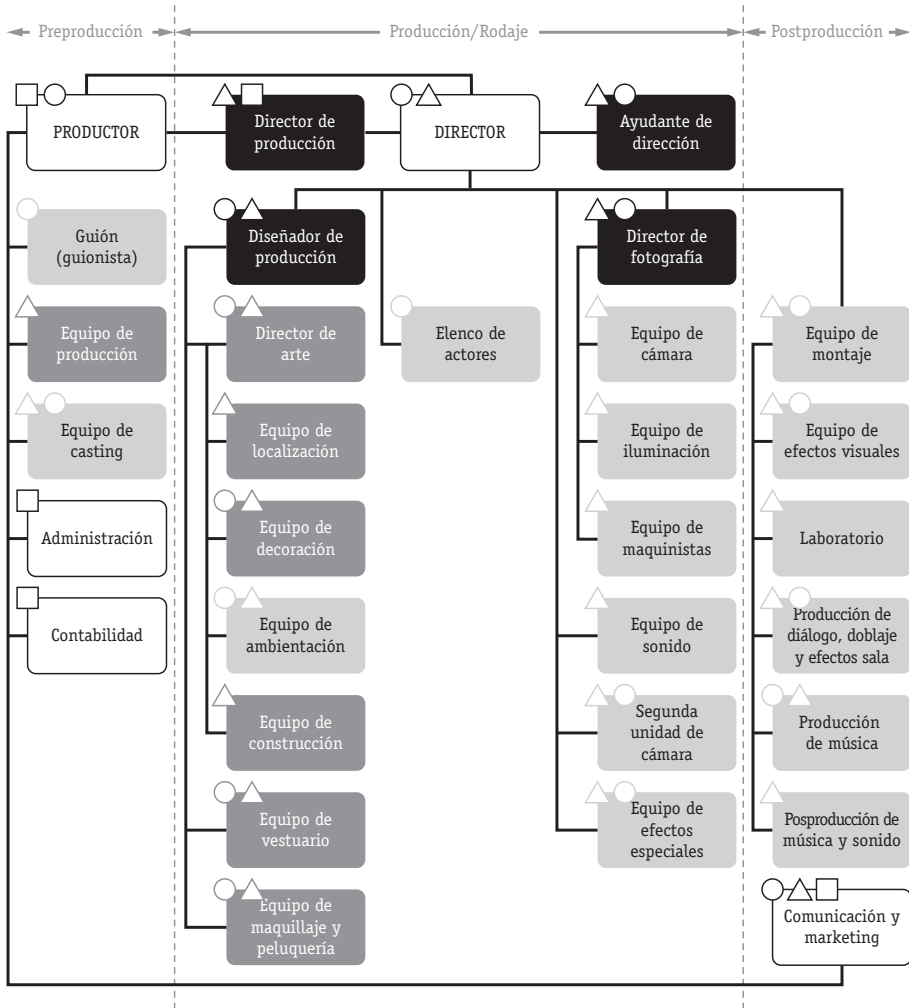 Preproducción
Producción/Rodaje
Postproducción
PRODUCTOR
Director de
producción
DIRECTOR
Ayudante de
dirección
Guión
(guionista)
Equipo de
producción
Equipo de
casting
Administración
Contabilidad
Diseñador de
producción
Director de
arte
Equipo de
localización
Equipo de
decoración
Equipo de
ambientación
Equipo de
construcción
Equipo de
vestuario
Equipo de
maquillaje y
peluquería
Elenco de
actores
Director de
fotografía
Equipo de
cámara
Equipo de
iluminación
Equipo de
maquinistas
Equipo de
sonido
Segunda
unidad de
cámara
Equipo de
efectos
especiales
Equipo de
montaje
Equipo de
efectos visuales
Laboratorio
Producción de
diálogo, doblaje
y efectos sala
Producción
de música
Posproducción de
música y sonido
Comunicación y
marketing